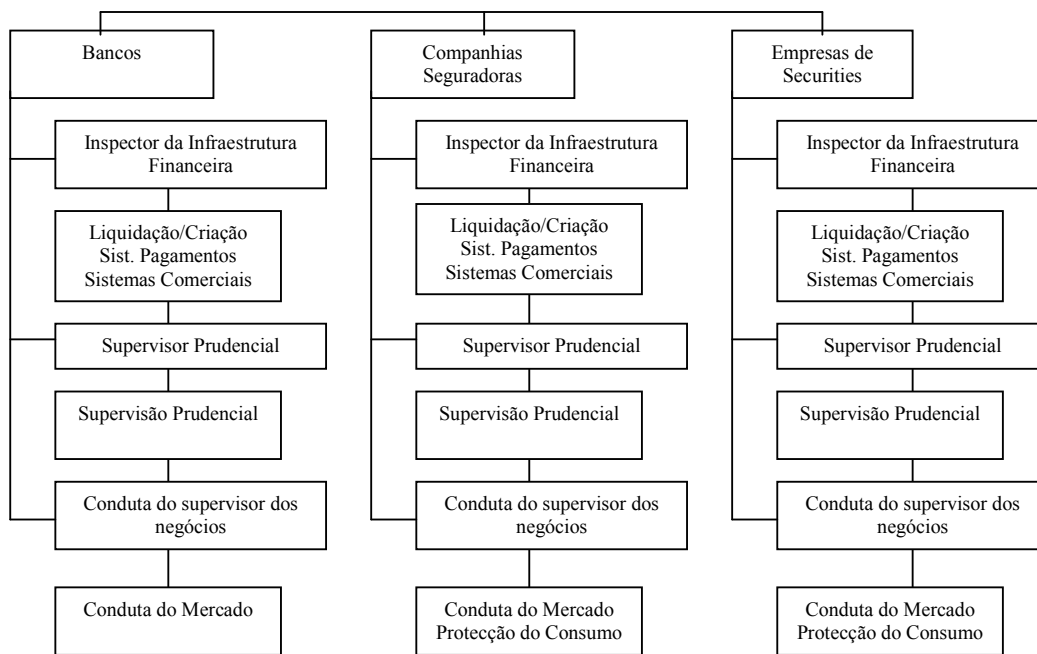 Bancos
Companhias
Seguradoras
Empresas de
Securities
Inspector da Infraestrutura
Financeira
Inspector da Infraestrutura
Financeira
Inspector da Infraestrutura
Financeira
Liquidação/Criação
Sist. Pagamentos
Sistemas Comerciais
Liquidação/Criação
Sist. Pagamentos
Sistemas Comerciais
Liquidação/Criação
Sist. Pagamentos
Sistemas Comerciais
Supervisor Prudencial
Supervisor Prudencial
Supervisor Prudencial
Supervisão Prudencial
Supervisão Prudencial
Supervisão Prudencial
Conduta do supervisor dos
negócios
Conduta do supervisor dos
negócios
Conduta do supervisor dos
negócios
Conduta do Mercado
Conduta do Mercado
Protecção do Consumo
Conduta do Mercado
Protecção do Consumo